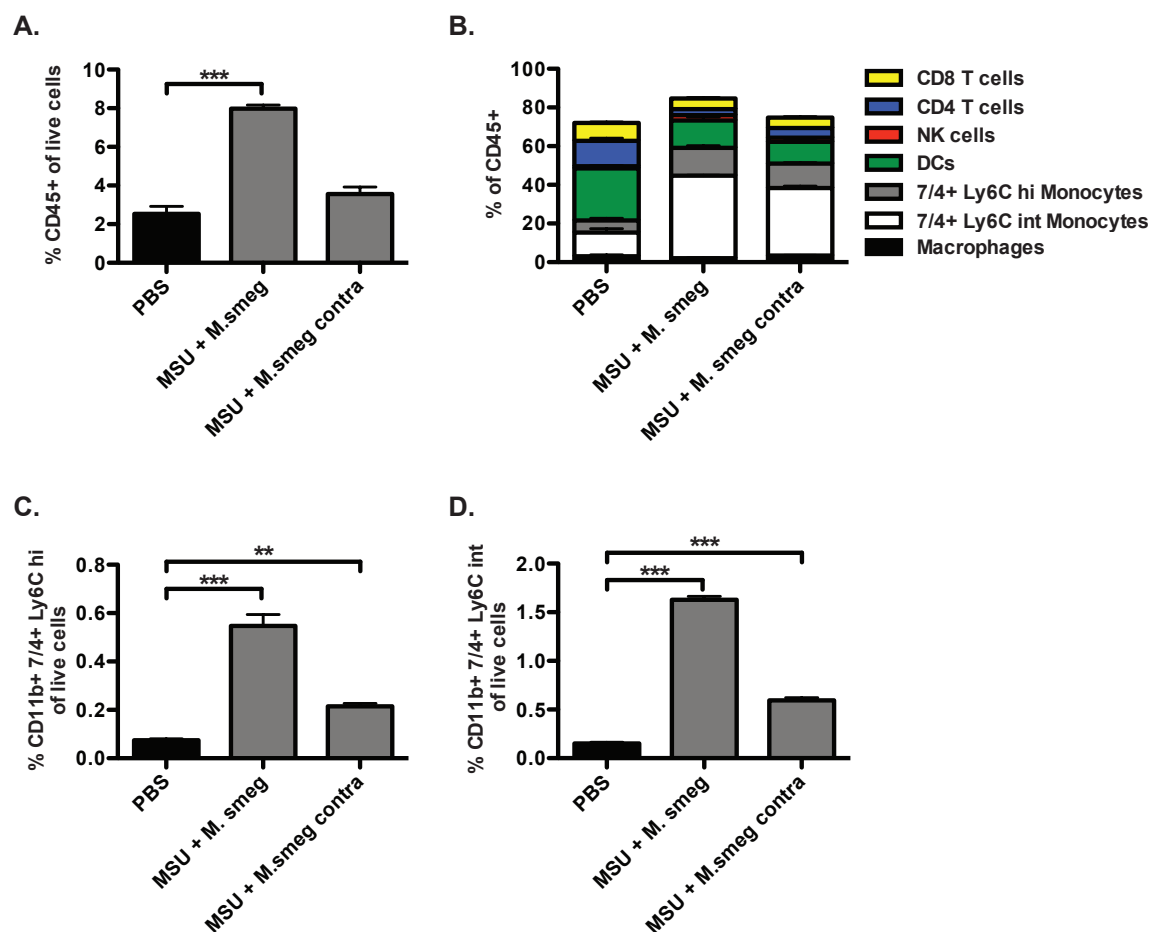 A.
% CD45+ of live cells
10
8
6
4
2
0
***
PBS
MSU + M.smeg
MSU + M.smeg contra
B.
% of CD45+
100
80
60
40
20
0
PBS
MSU + M. smeg
MSU + M. smeg contra
CD8 T cells
CD4 T cells
NK cells
DCs
7/4+ Ly6C hi Monocytes
7/4+ Ly6C int Monocytes
Macrophages
C.
% CD11b+ 7/4+ Ly6C hi
of live cells
0.8
0.6
0.4
0.2
0.0
**
***
PBS
MSU + M. smeg
MSU + M.smeg contra
D.
% CD11b+ 7/4+ Ly6C int
of live cells
2.0
1.5
1.0
0.5
0.0
***
***
PBS
MSU + M. smeg
MSU + M.smeg contra